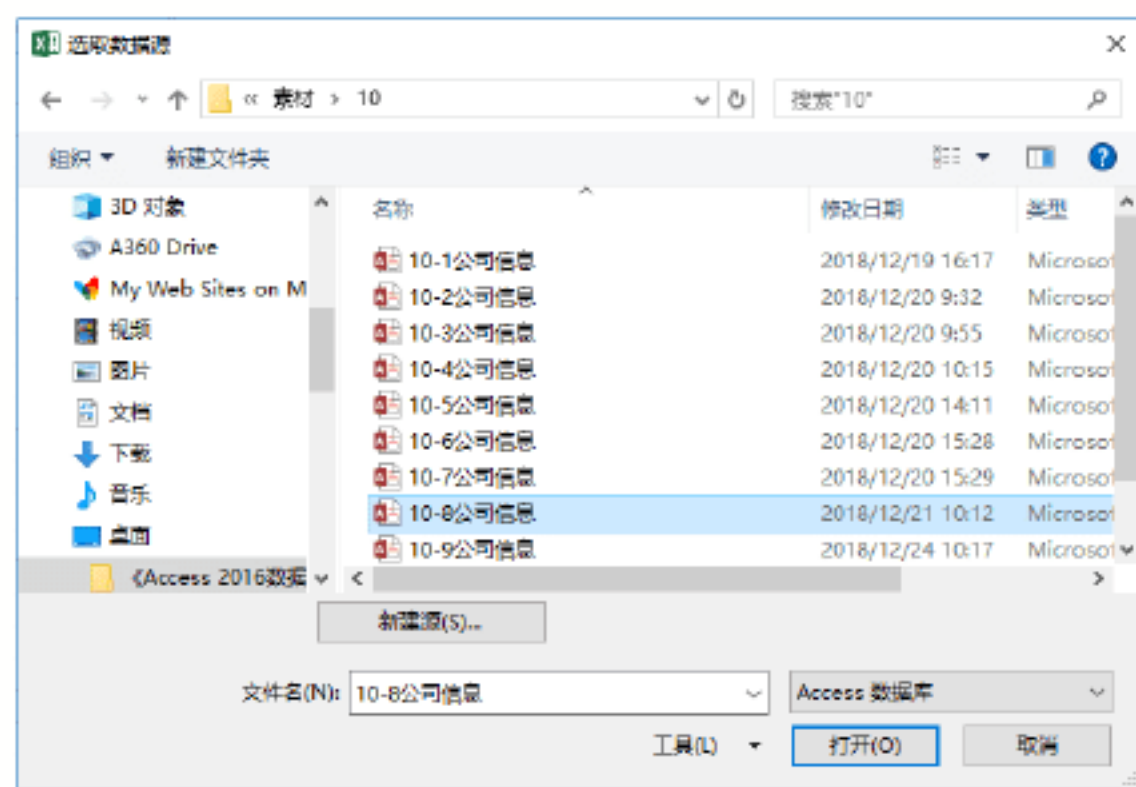 选取数据源
« 素材 › 10
搜索"10"
组织
新建文件夹
3D 对象
A360 Drive
My Web Sites on M
视频
图片
文档
下载
音乐
桌面
《Access 2016数据
名称 修改日期 类型
10-1公司信息 2018/12/19 16:17 Microsof
10-2公司信息 2018/12/20 9:32 Microsof
10-3公司信息 2018/12/20 9:55 Microsof
10-4公司信息 2018/12/20 10:15 Microsof
10-5公司信息 2018/12/20 14:11 Microsof
10-6公司信息 2018/12/20 15:28 Microsof
10-7公司信息 2018/12/20 15:29 Microsof
10-8公司信息 2018/12/21 10:12 Microsof
10-9公司信息 2018/12/24 10:17 Microsof
新建源(S)...
文件名(N): 10-8公司信息 Access 数据库
工具(L) 打开(O) 取消